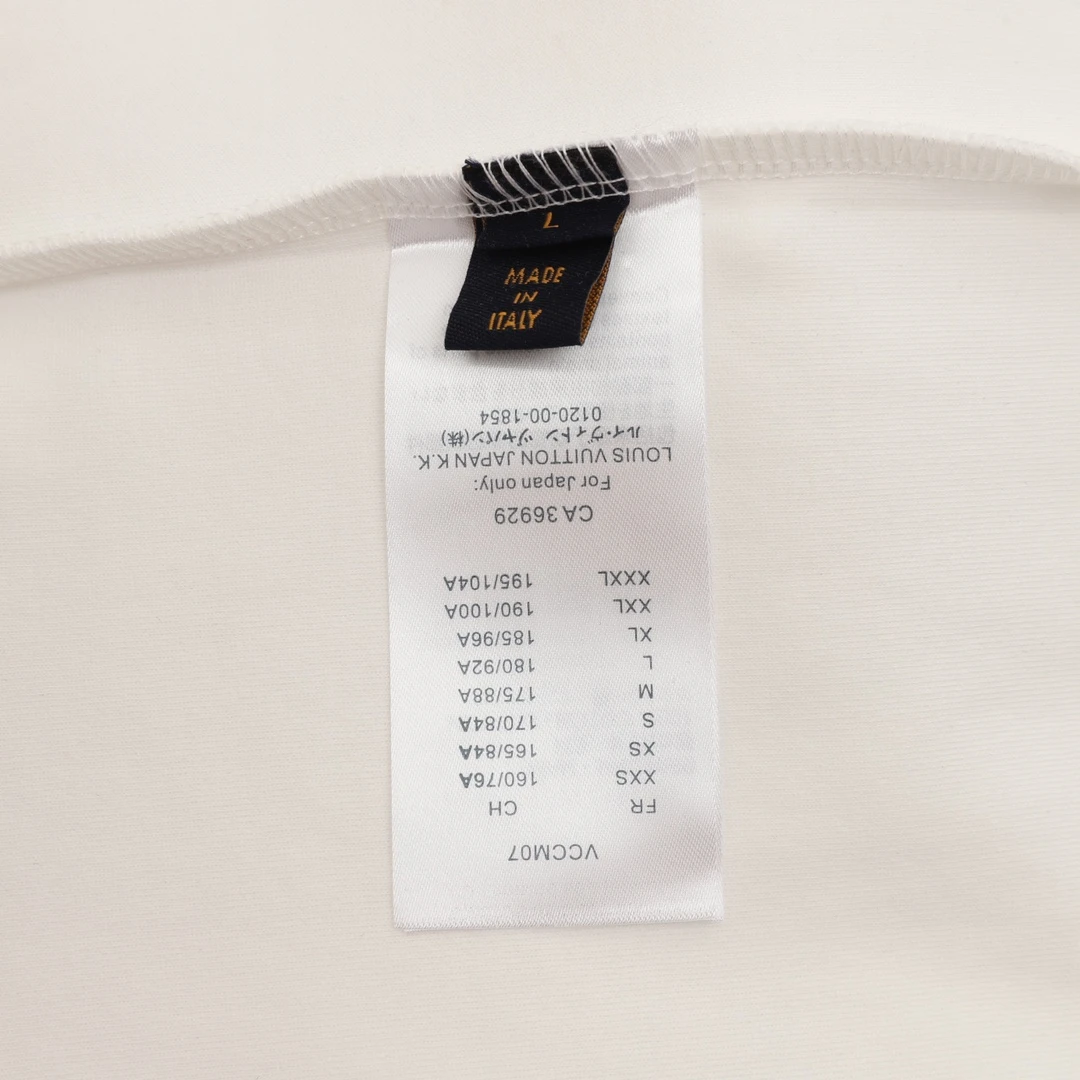 L
MADE
IN
ITALY
VCCM07
FR CH
XXS 160/76A
XS 165/84A
S 170/84A
M 175/88A
L 180/92A
XL 185/96A
XXL 190/100A
XXXL 195/104A
CA 36929
For Japan only:
LOUIS VUITTON JAPAN K.K.
ルイ・ヴィトン ジャパン(株)
0120-00-1854